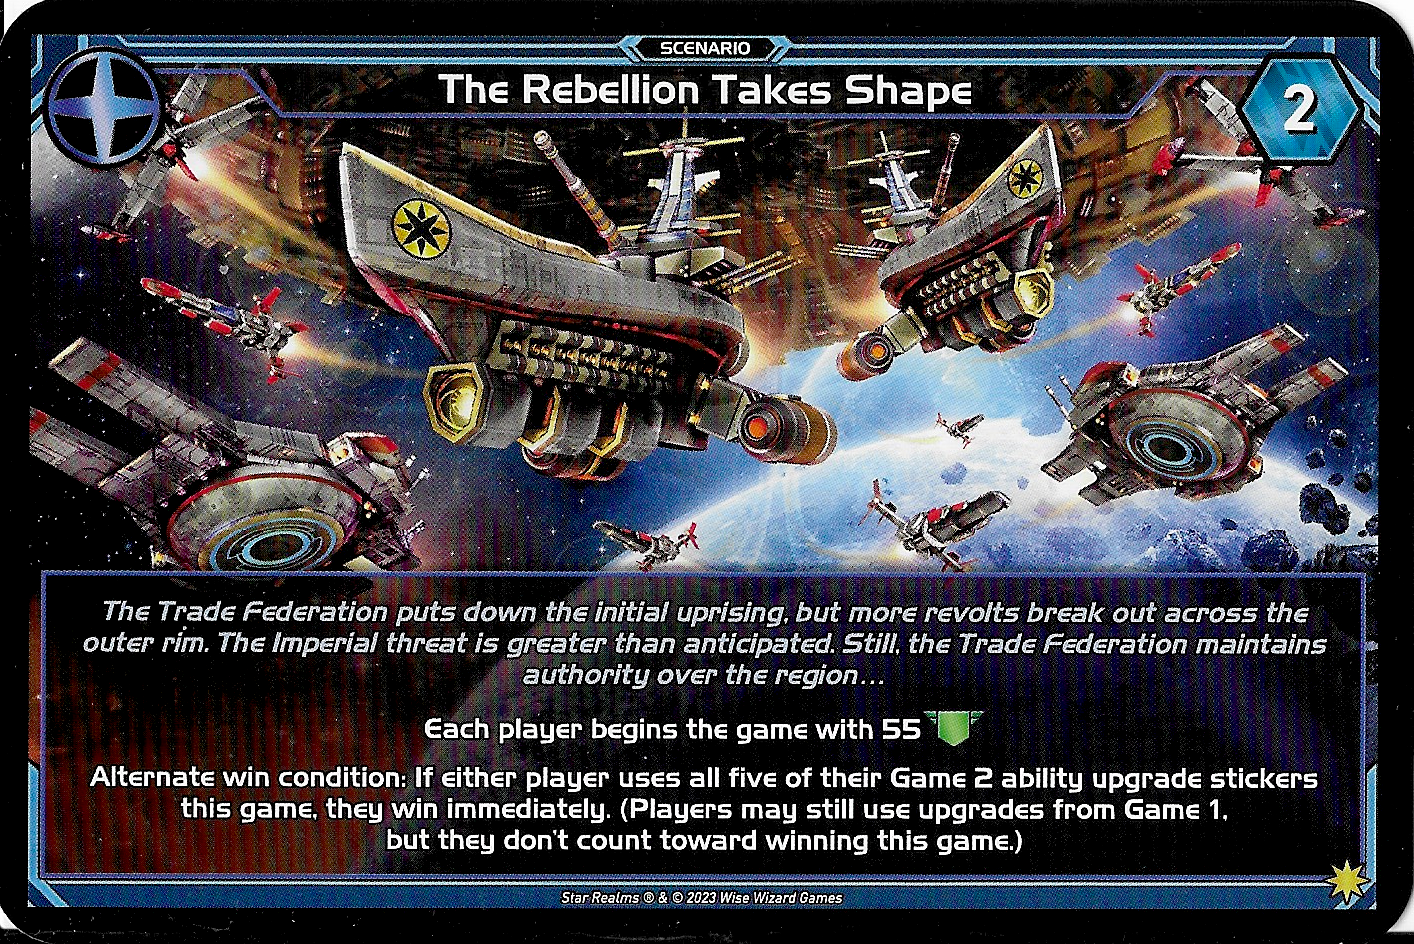 SCENARIO
The Rebellion Takes Shape
2
The Trade Federation puts down the initial uprising, but more revolts break out across the
outer rim. The Imperial threat is greater than anticipated. Still, the Trade Federation maintains
authority over the region...
Each player begins the game with 55
Alternate win condition: If either player uses all five of their Game 2 ability upgrade stickers
this game, they win immediately. (Players may still use upgrades from Game 1,
but they don't count toward winning this game.)
Star Realms ® & © 2023 Wise Wizard Games